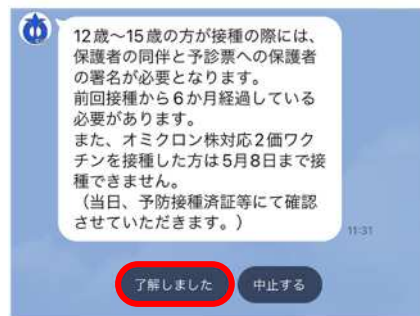 12歳～15歳の方が接種の際には、
保護者の同伴と予診票への保護者
の署名が必要となります。
前回接種から6か月経過している
必要があります。
また、オミクロン株対応2価ワク
チンを接種した方は5月8日まで接
種できません。
（当日、予防接種済証等にて確認
させていただきます。）
11:31
了解しました
中止する